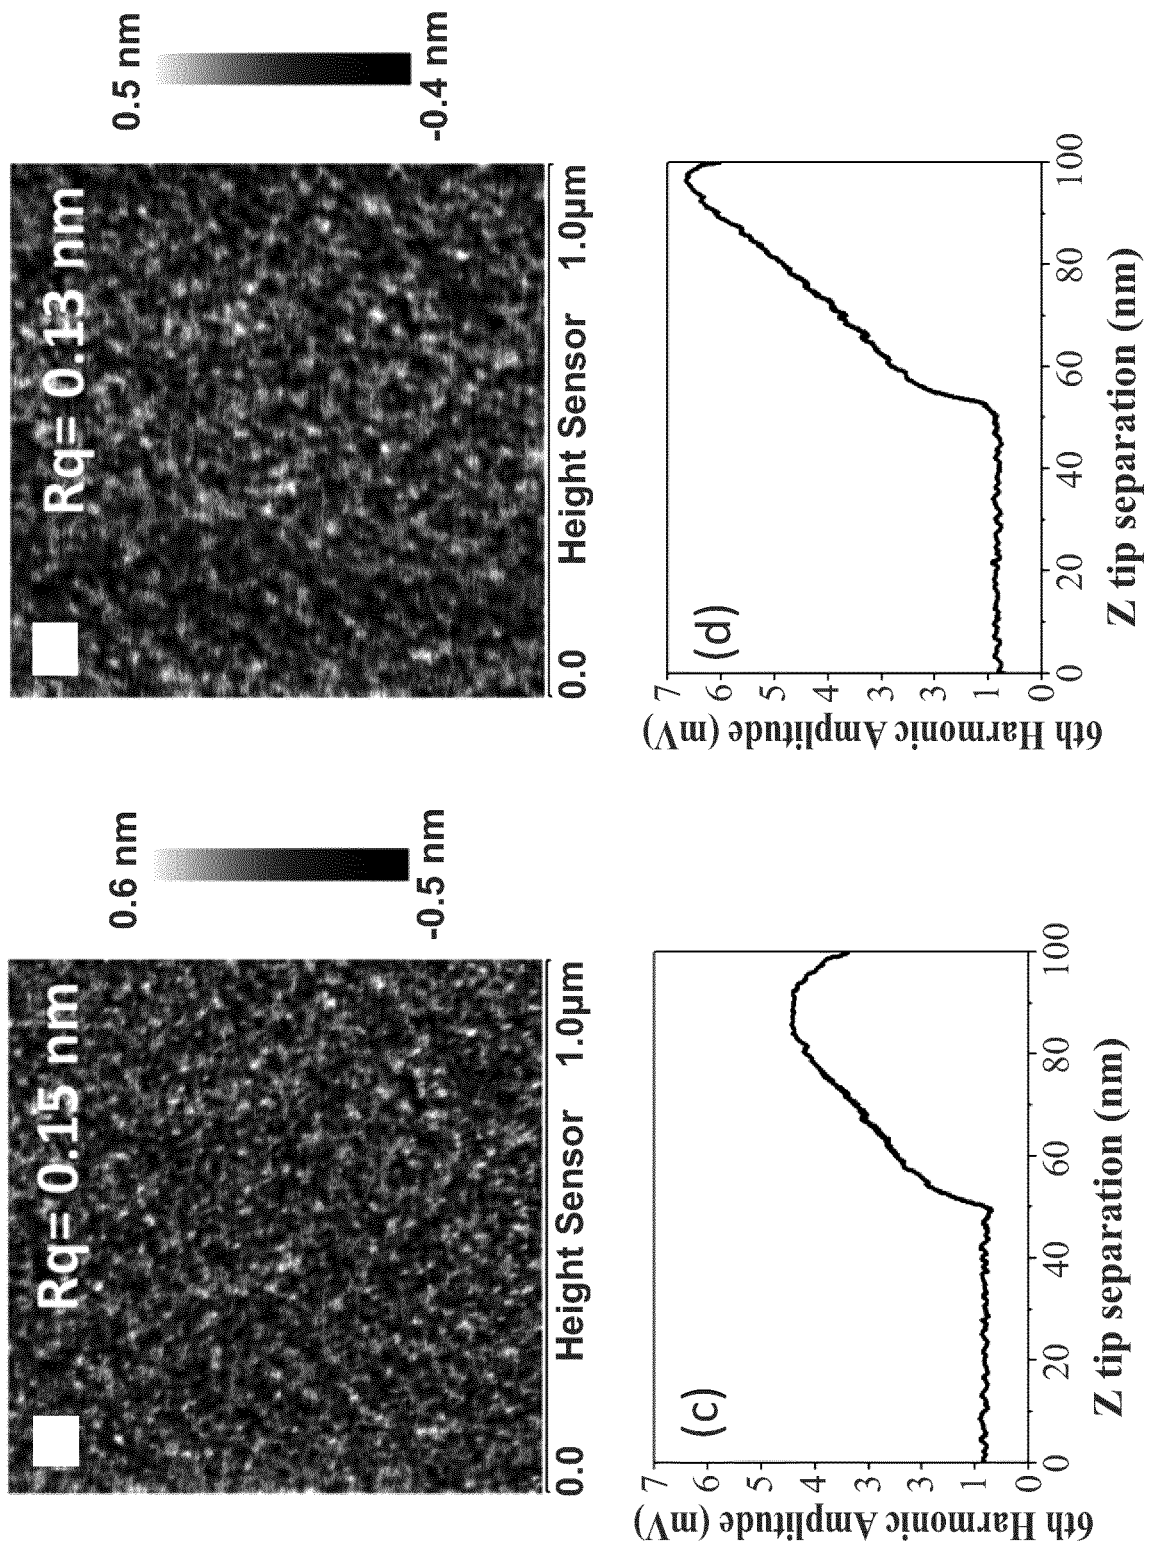 Rq= 0.15 nm
0.6 nm
-0.5 nm
0.0
Height Sensor
1.0µm
Rq= 0.13 nm
0.5 nm
-0.4 nm
0.0
Height Sensor
1.0µm
(c)
6th Harmonic Amplitude (mV)
7
6
5
4
3
2
1
0
0 20 40 60 80 100
Z tip separation (nm)
(d)
6th Harmonic Amplitude (mV)
7
6
5
4
3
3
1
0
0 20 40 60 80 100
Z tip separation (nm)